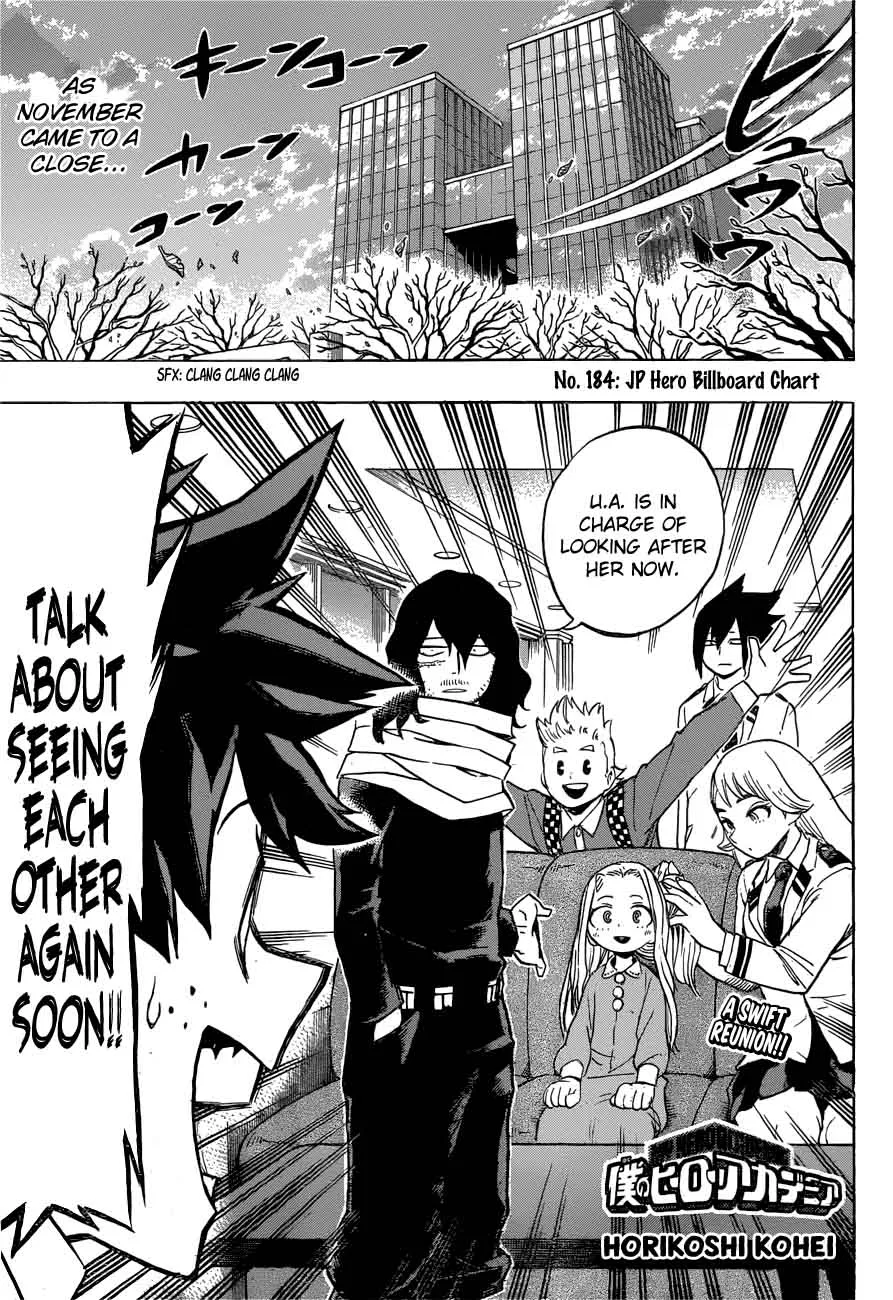 AS
NOVEMBER
CAME TO A
CLOSE...
キーンコーン
カーン
コーン
ヒュウウウ
SFX: CLANG CLANG CLANG
No. 184: JP Hero Billboard Chart
U.A. IS IN
CHARGE OF
LOOKING AFTER
HER NOW.
TALK
ABOUT
SEEING
EACH
OTHER
AGAIN
SOON!!
A SWIFT
REUNION!!
僕のヒーローアカデミア
HORIKOSHI KOHEI